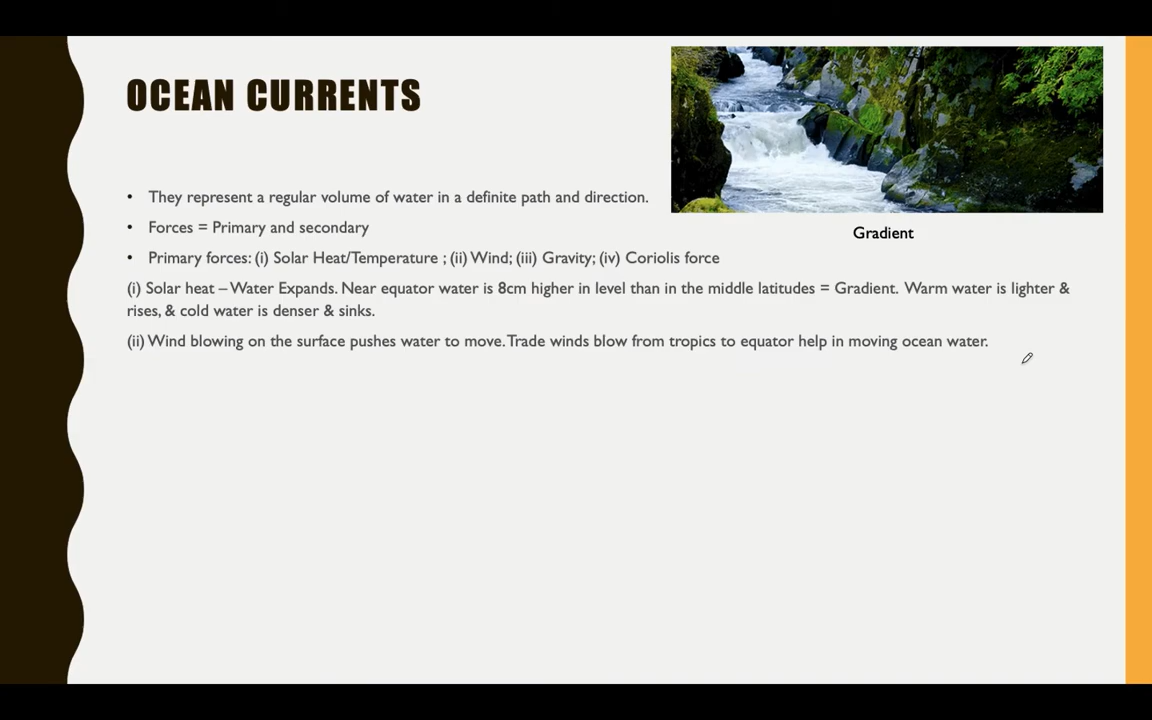 OCEAN CURRENTS
• They represent a regular volume of water in a definite path and direction.
Gradient
• Forces = Primary and secondary
• Primary forces: (i) Solar Heat/Temperature ; (ii) Wind; (iii) Gravity; (iv) Coriolis force
(i) Solar heat – Water Expands. Near equator water is 8cm higher in level than in the middle latitudes = Gradient. Warm water is lighter &
rises, & cold water is denser & sinks.
(ii) Wind blowing on the surface pushes water to move. Trade winds blow from tropics to equator help in moving ocean water.